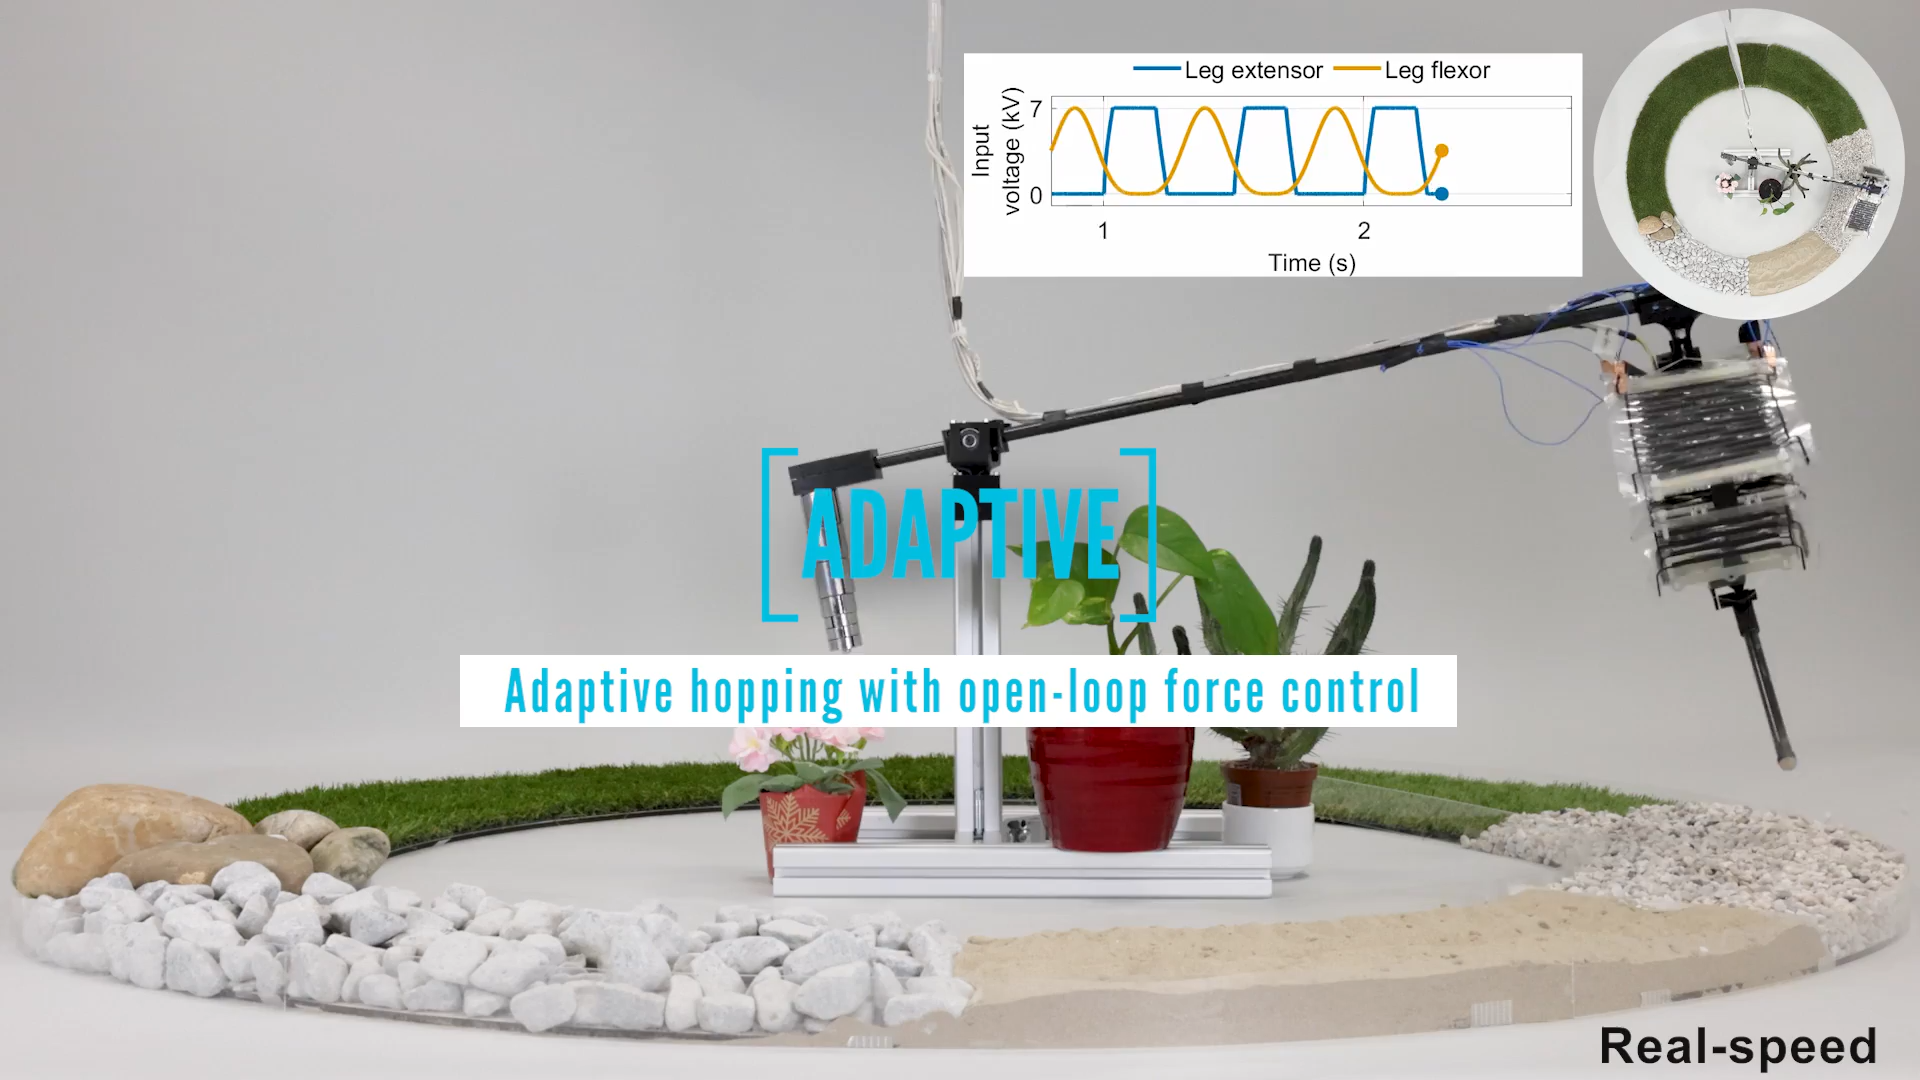 Leg extensor Leg flexor
Input
voltage (kV)
7
0
1 2
Time (s)
[ADAPTIVE]
Adaptive hopping with open-loop force control
Real-speed